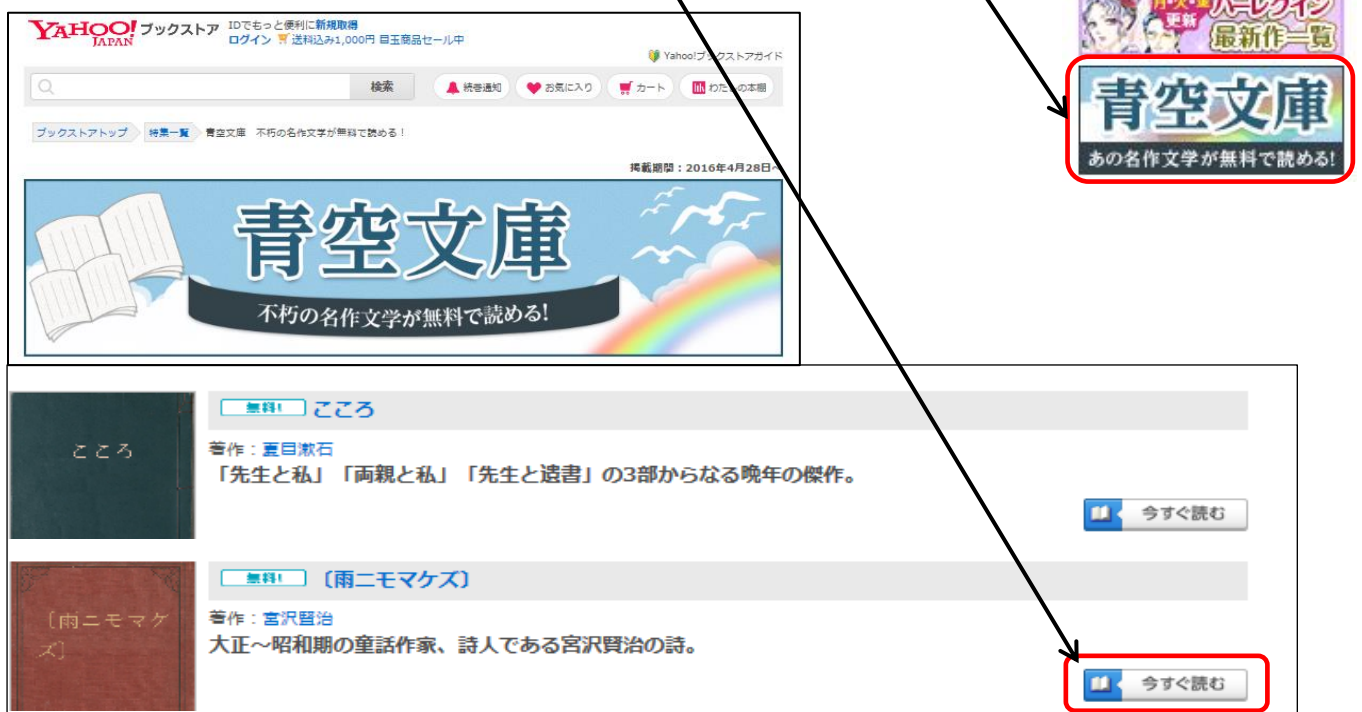 YAHOO! JAPAN ブックストア
IDでもっと便利に新規取得
ログイン 送料込み1,000円 目玉商品セール中
Yahoo!ブックストアガイド
検索
続巻通知
お気に入り
カート
わたしの本棚
ブックストアトップ
特集一覧
青空文庫 不朽の名作文学が無料で読める!
掲載期間:2016年4月28日~
青空文庫
不朽の名作文学が無料で読める!
月・火・金
更新
ハーレクイン
最新作一覧
青空文庫
あの名作文学が無料で読める!
こころ
無料! こころ
著作:夏目漱石
「先生と私」「両親と私」「先生と遺書」の3部からなる晩年の傑作。
今すぐ読む
〔雨ニモマケ
ズ〕
無料! 〔雨ニモマケズ〕
著作:宮沢賢治
大正~昭和期の童話作家、詩人である宮沢賢治の詩。
今すぐ読む